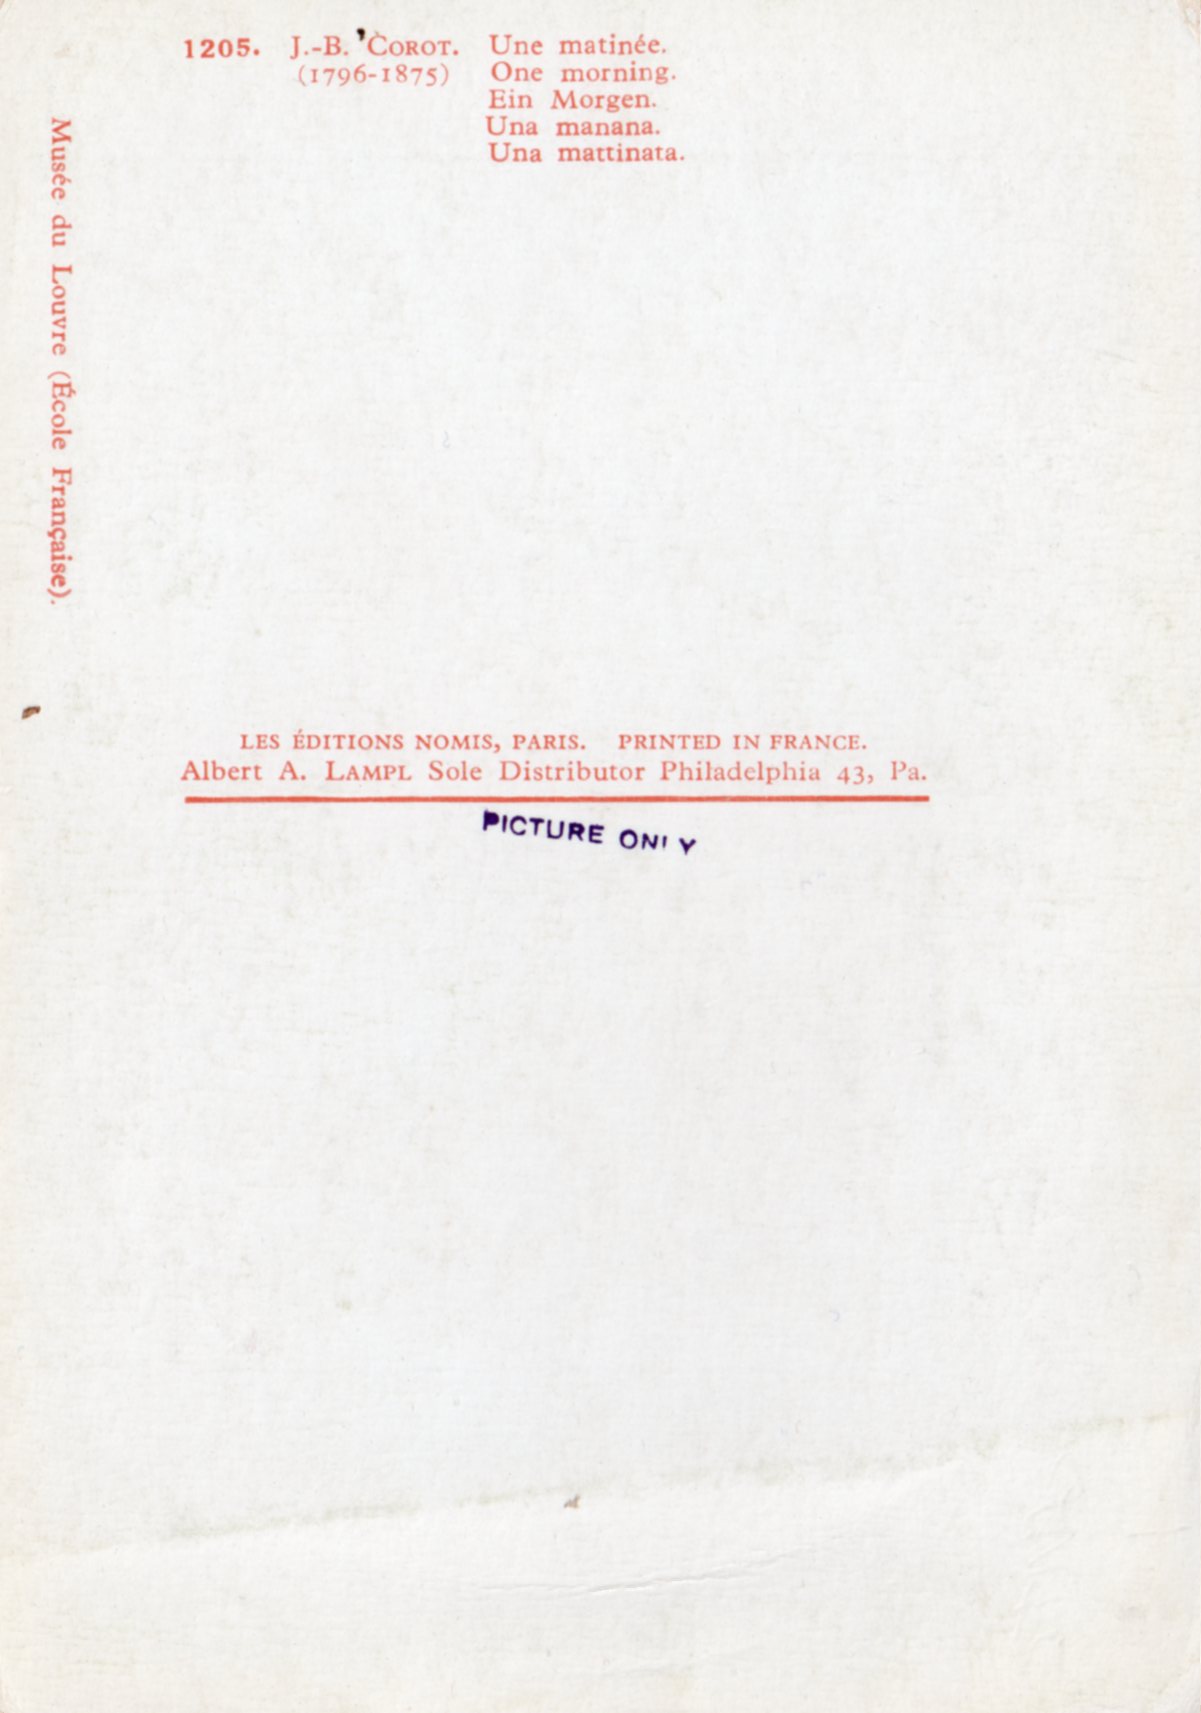 1205. J.-B. COROT. Une matinée.
(1796-1875) One morning.
Ein Morgen.
Una manana.
Una mattinata.
Musée du Louvre (École Française).
LES ÉDITIONS NOMIS, PARIS. PRINTED IN FRANCE.
Albert A. LAMPL Sole Distributor Philadelphia 43, Pa.
PICTURE ONLY